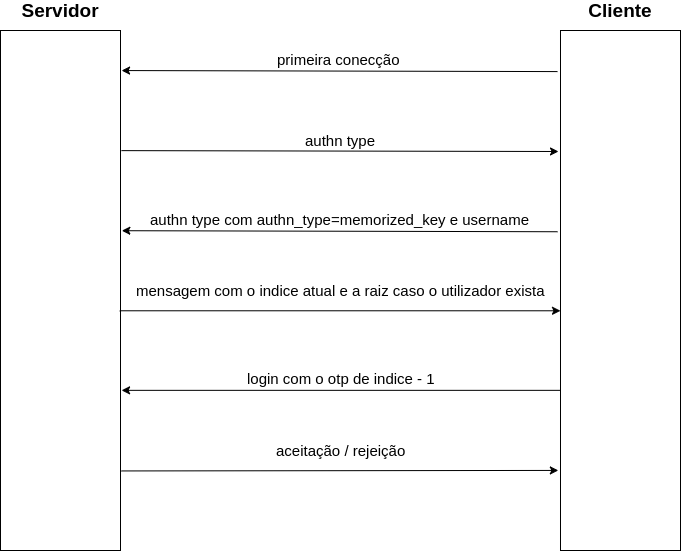 Servidor
Cliente
primeira conecção
authn type
authn type com authn_type=memorized_key e username
mensagem com o indice atual e a raiz caso o utilizador exista
login com o otp de indice - 1
aceitação / rejeição